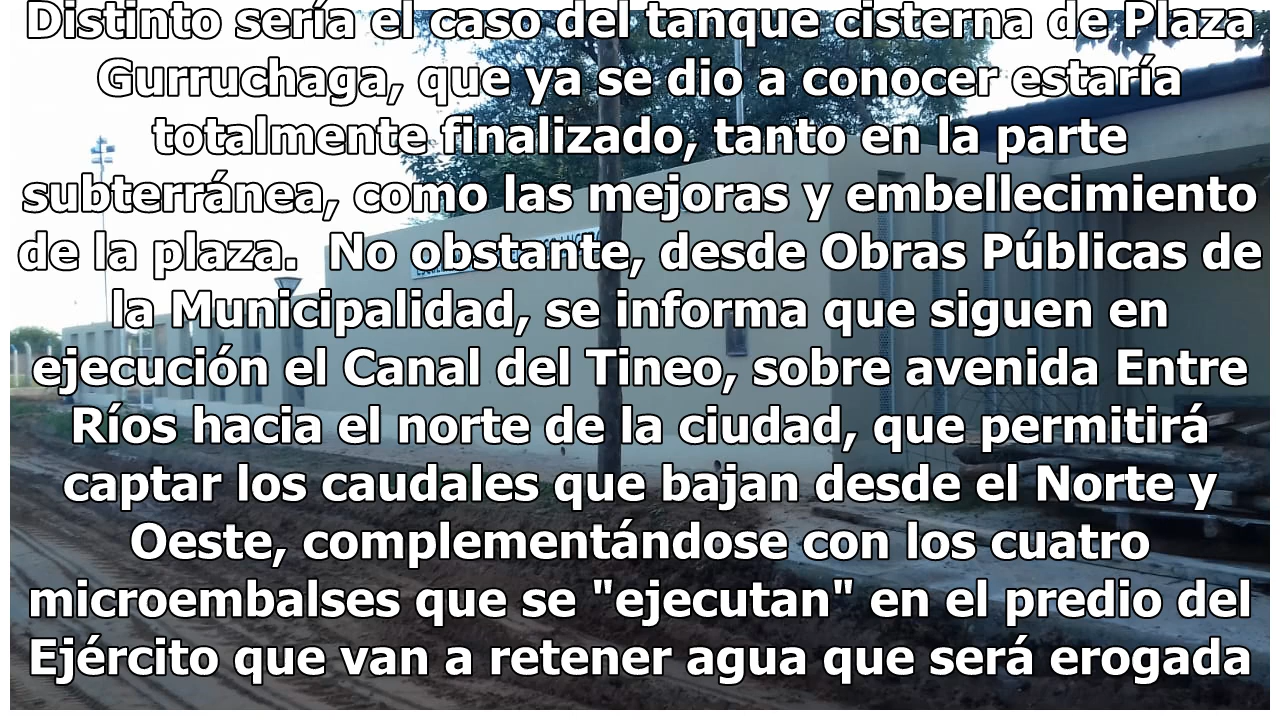 Distinto sería el caso del tanque cisterna de Plaza
Gurruchaga, que ya se dio a conocer estaría
totalmente finalizado, tanto en la parte
subterránea, como las mejoras y embellecimiento
de la plaza.  No obstante, desde Obras Públicas de
la Municipalidad, se informa que siguen en
ejecución el Canal del Tineo, sobre avenida Entre
Ríos hacia el norte de la ciudad, que permitirá
captar los caudales que bajan desde el Norte y
Oeste, complementándose con los cuatro
microembalses que se "ejecutan" en el predio del
Ejército que van a retener agua que será erogada